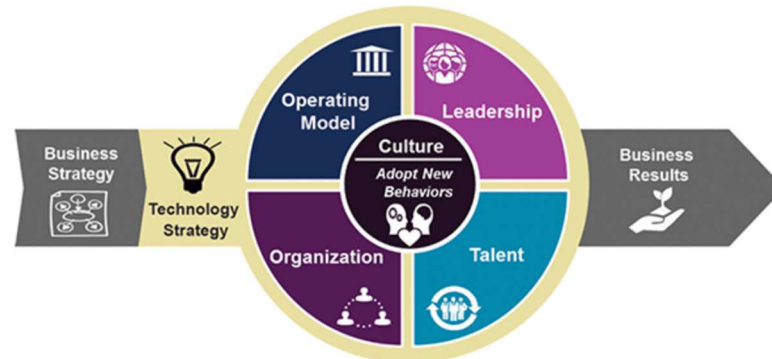 Business
Strategy
Technology
Strategy
Operating
Model
Leadership
Culture
Adopt New
Behaviors
Organization
Talent
Business
Results